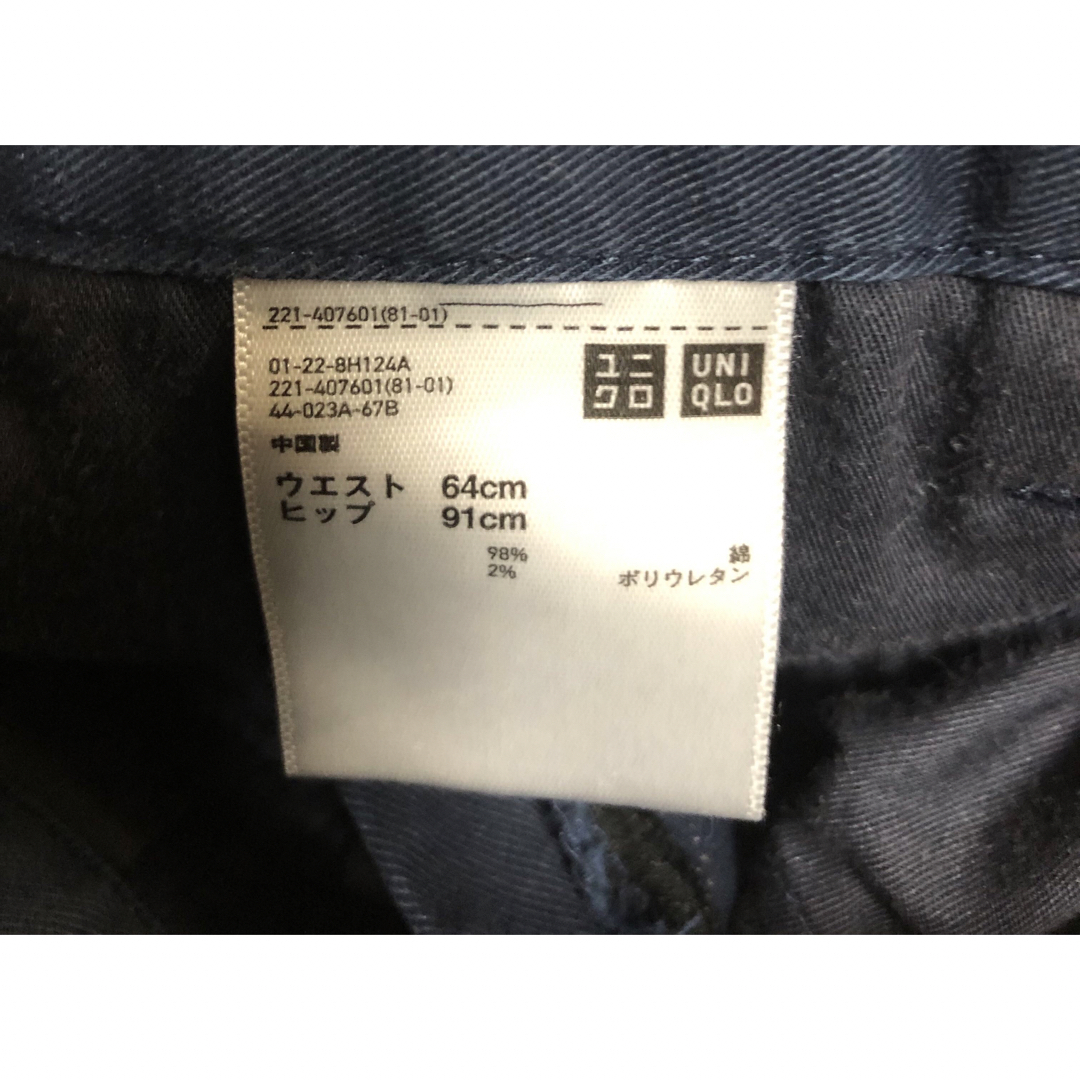 221-407601(81-01)
01-22-8H124A
221-407601(81-01)
44-023A-67B
ユニ
クロ
UNI
QLO
中国製
ウエスト 64cm
ヒップ 91cm
98% 綿
2% ポリウレタン